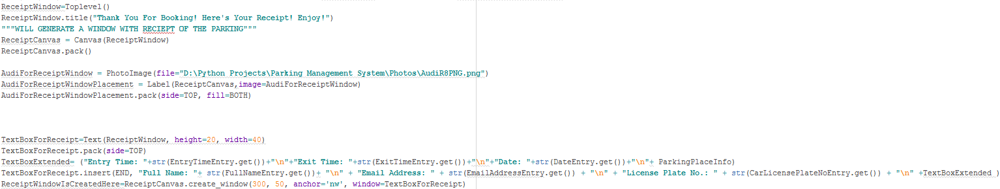 ReceiptWindow=Toplevel()
ReceiptWindow.title("Thank You For Booking! Here's Your Receipt! Enjoy!")
"""WILL GENERATE A WINDOW WITH RECIEPT OF THE PARKING"""
ReceiptCanvas = Canvas(ReceiptWindow)
ReceiptCanvas.pack()
AudiForReceiptWindow = PhotoImage(file="D:\Python Projects\Parking Management System\Photos\AudiR8PNG.png")
AudiForReceiptWindowPlacement = Label(ReceiptCanvas,image=AudiForReceiptWindow)
AudiForReceiptWindowPlacement.pack(side=TOP, fill=BOTH)
TextBoxForReceipt=Text(ReceiptWindow, height=20, width=40)
TextBoxForReceipt.pack(side=TOP)
TextBoxExtended= ("Entry Time: "+str(EntryTimeEntry.get())+"\n"+"Exit Time: "+str(ExitTimeEntry.get())+"\n"+"Date: "+str(DateEntry.get())+"\n"+ ParkingPlaceInfo)
TextBoxForReceipt.insert(END, "Full Name: "+ str(FullNameEntry.get())+ "\n" + "Email Address: " + str(EmailAddressEntry.get()) + "\n" + "License Plate No.: " + str(CarLicensePlateNoEntry.get()) + "\n" +TextBoxExtended )
ReceiptWindowIsCreatedHere=ReceiptCanvas.create_window(300, 50, anchor='nw', window=TextBoxForReceipt)